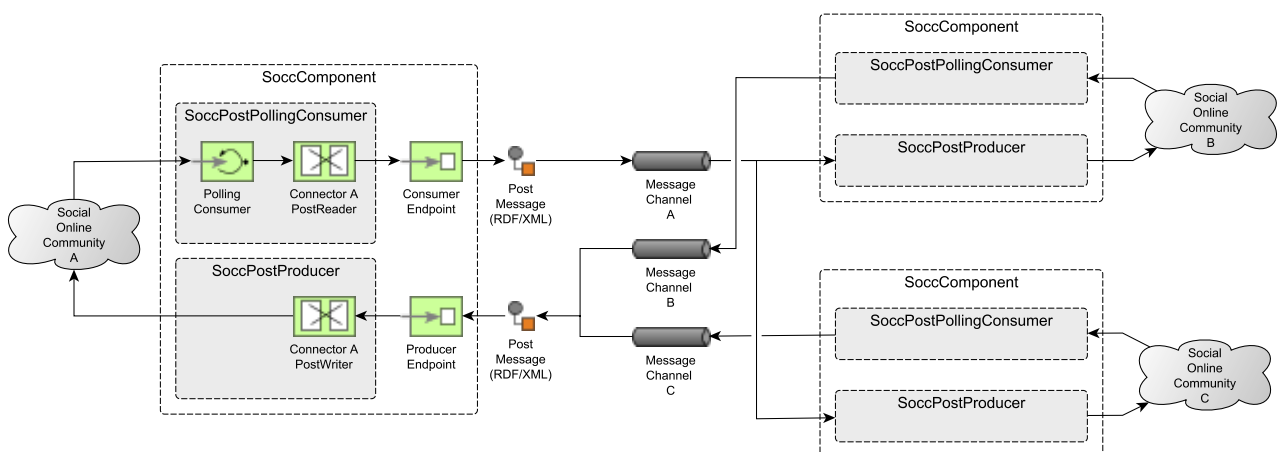 SoccComponent
SoccPostPollingConsumer
Polling
Consumer
Connector A
PostReader
Consumer
Endpoint
Post
Message
(RDF/XML)
Message
Channel
A
Social
Online
Community
A
SoccPostProducer
Connector A
PostWriter
Producer
Endpoint
Post
Message
(RDF/XML)
Message
Channel
B
Message
Channel
C
SoccComponent
SoccPostPollingConsumer
SoccPostProducer
Social
Online
Community
B
SoccComponent
SoccPostPollingConsumer
SoccPostProducer
Social
Online
Community
C